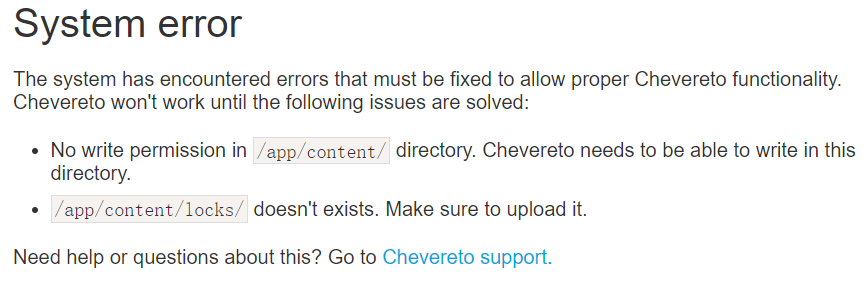 System error
The system has encountered errors that must be fixed to allow proper Chevereto functionality.
Chevereto won't work until the following issues are solved:
• No write permission in /app/content/ directory. Chevereto needs to be able to write in this
directory.
• /app/content/locks/ doesn't exists. Make sure to upload it.
Need help or questions about this? Go to Chevereto support.